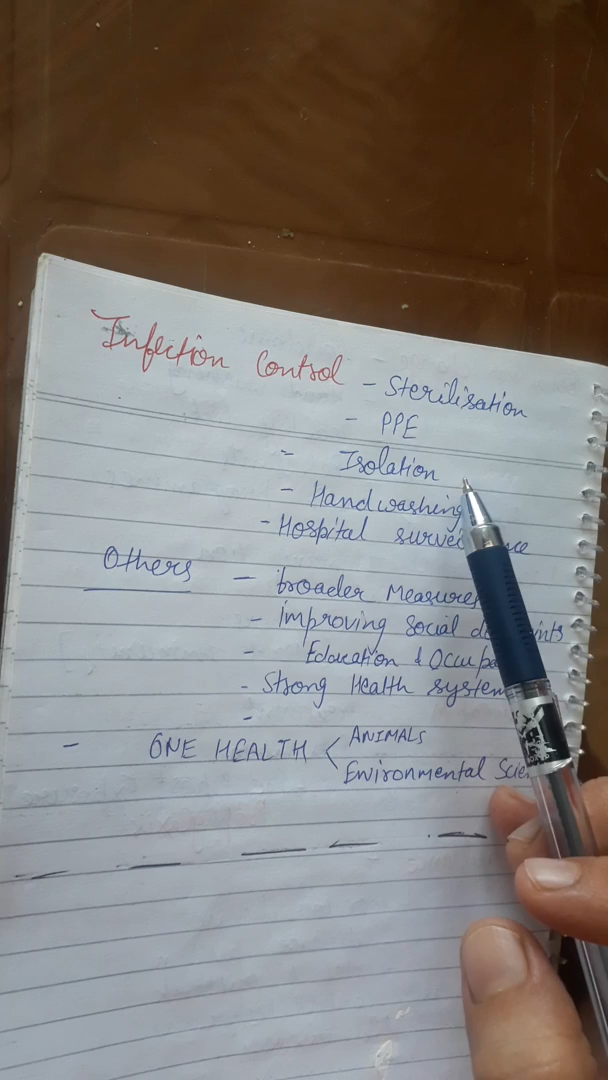 Infection Control - Sterilisation
- PPE
- Isolation
- Handwashing
- Hospital
Others - broader Measures
- improving social
- Education & 
- Strong Health system
-
- ONE HEALTH < ANIMALS
Environmental